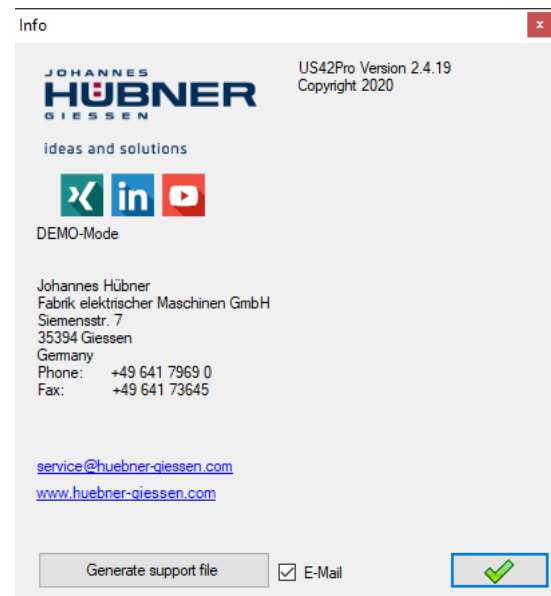 Info
x
JOHANNES
HÜBNER
GIESSEN
ideas and solutions
US42Pro Version 2.4.19
Copyright 2020
in
DEMO-Mode
Johannes Hübner
Fabrik elektrischer Maschinen GmbH
Siemensstr. 7
35394 Giessen
Germany
Phone: +49 641 7969 0
Fax: +49 641 73645
service@huebner-giessen.com
www.huebner-giessen.com
Generate support file
E-Mail